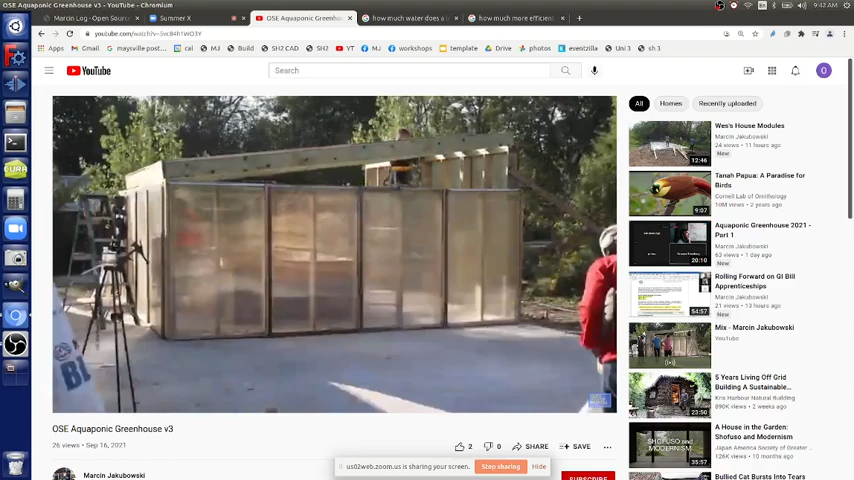 OSE Aquaponic Greenhouse v3 - YouTube - Chromium
9:42 AM
Marcin Log - Open Sourc
Summer X
OSE Aquaponic Greenhou
how much water does a
how much more efficient
youtube.com/watch?v=
Apps
Gmail
maysville post...
Cal
MJ
Build
SH2 CAD
SH2
YT
MJ
FB
workbooks
template
Drive
photos
eventzilla
Uni 3
sh 3
YouTube
Search
O
All
Homes
Recently uploaded
Wes's House Modules
Marcin Jakubowski
24 views • 11 hours ago
New
12:46
Tanah Papua: A Paradise for
Birds
Cornell Lab of Ornithology
10M views • 2 years ago
9:07
Aquaponic Greenhouse 2021 -
Part 1
Marcin Jakubowski
63 views • 1 day ago
New
20:10
Rolling Forward on GI Bill
Apprenticeships
Marcin Jakubowski
21 views • 13 hours ago
New
54:57
Mix - Marcin Jakubowski
YouTube
5 Years Living Off Grid
Building A Sustainable...
Kris Harbour Natural Building
890K views • 2 weeks ago
23:50
A House in the Garden:
Shofuso and Modernism
Japan America Society of Greater ...
126K views • 10 months ago
SHOFUSO and
MODERNISM
35:57
Bullied Cat Bursts Into Tears
OSE Aquaponic Greenhouse v3
26 views • Sep 16, 2021
2
0
SHARE
SAVE
us02web.zoom.us is sharing your screen.
Stop sharing
Hide
Marcin Jakubowski
SUBSCRIBE
CURA